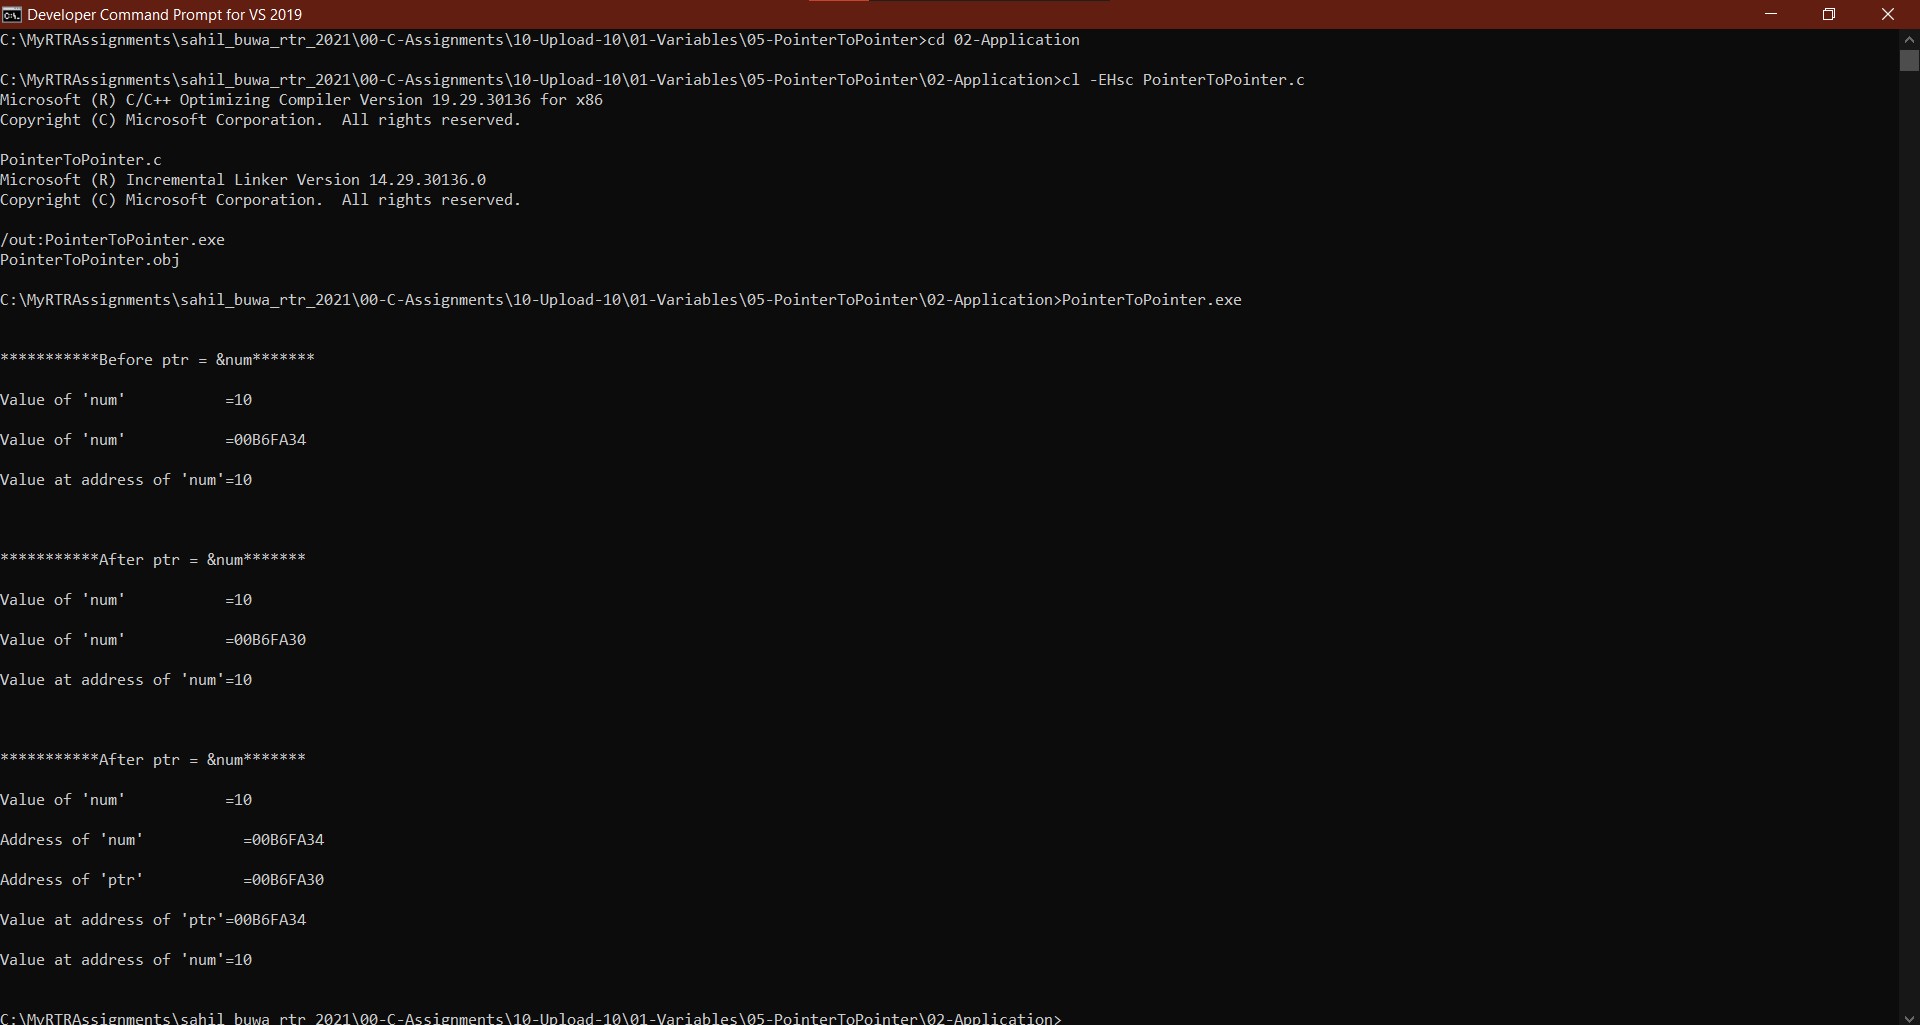 Developer Command Prompt for VS 2019
C:\MyRTRAssignments\sahil_buwa_rtr_2021\00-C-Assignments\10-Upload-10\01-Variables\05-PointerToPointer>cd 02-Application
C:\MyRTRAssignments\sahil_buwa_rtr_2021\00-C-Assignments\10-Upload-10\01-Variables\05-PointerToPointer\02-Application>cl -EHsc PointerToPointer.c
Microsoft (R) C/C++ Optimizing Compiler Version 19.29.30136 for x86
Copyright (C) Microsoft Corporation.  All rights reserved.
PointerToPointer.c
Microsoft (R) Incremental Linker Version 14.29.30136.0
Copyright (C) Microsoft Corporation.  All rights reserved.
/out:PointerToPointer.exe
PointerToPointer.obj
C:\MyRTRAssignments\sahil_buwa_rtr_2021\00-C-Assignments\10-Upload-10\01-Variables\05-PointerToPointer\02-Application>PointerToPointer.exe
***********Before ptr = &num*******
Value of 'num'           =10
Value of 'num'           =00B6FA34
Value at address of 'num'=10
***********After ptr = &num*******
Value of 'num'           =10
Value of 'num'           =00B6FA30
Value at address of 'num'=10
***********After ptr = &num*******
Value of 'num'           =10
Address of 'num'           =00B6FA34
Address of 'ptr'           =00B6FA30
Value at address of 'ptr'=00B6FA34
Value at address of 'num'=10
C:\MyRTRAssignments\sahil_buwa_rtr_2021\00-C-Assignments\10-Upload-10\01-Variables\05-PointerToPointer\02-Application>